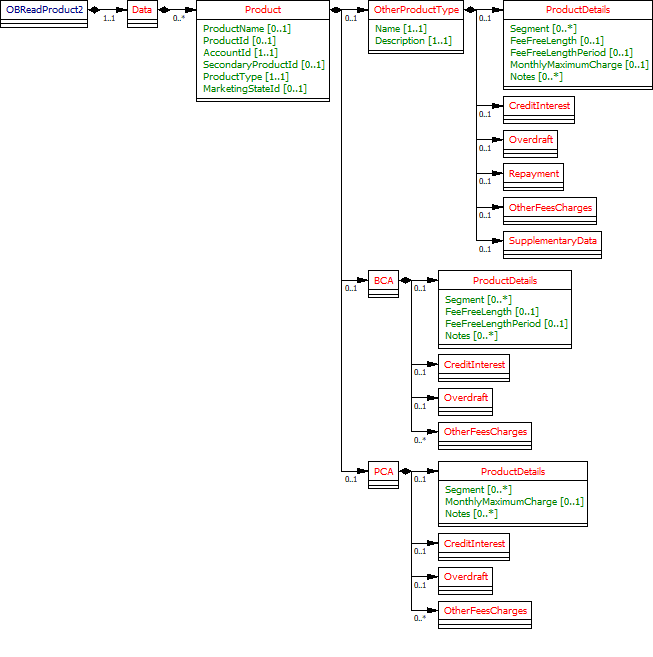 OBReadProduct2
1..1
Data
0..*
Product
ProductName [0..1]
ProductId [0..1]
AccountId [1..1]
SecondaryProductId [0..1]
ProductType [1..1]
MarketingStateId [0..1]
0..1
OtherProductType
Name [1..1]
Description [1..1]
0..1
ProductDetails
Segment [0..*]
FeeFreeLength [0..1]
FeeFreeLengthPeriod [0..1]
MonthlyMaximumCharge [0..1]
Notes [0..*]
0..1
CreditInterest
0..1
Overdraft
0..1
Repayment
0..1
OtherFeesCharges
0..1
SupplementaryData
0..1
BCA
0..1
ProductDetails
Segment [0..*]
FeeFreeLength [0..1]
FeeFreeLengthPeriod [0..1]
Notes [0..*]
0..1
CreditInterest
0..1
Overdraft
0..*
OtherFeesCharges
0..1
PCA
0..1
ProductDetails
Segment [0..*]
MonthlyMaximumCharge [0..1]
Notes [0..*]
0..1
CreditInterest
0..1
Overdraft
0..*
OtherFeesCharges